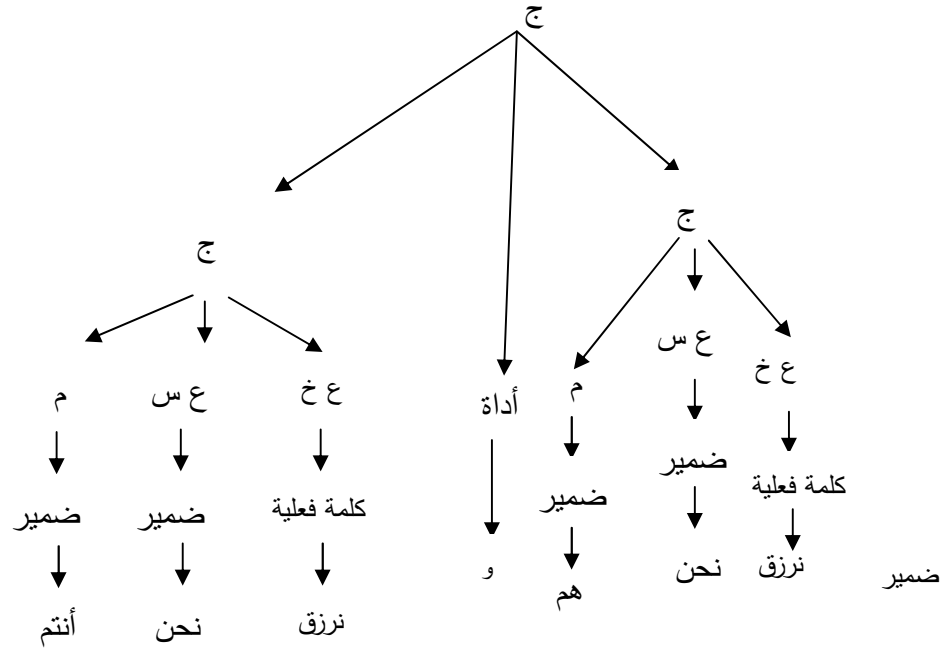 ج
ج
ج
ع س
ع خ
ع خ
ع س
م
أداة
م
ضمير
كلمة فعلية
ضمير
كلمة فعلية
ضمير
ضمير
نرزق
نحن
و
هم
ضمير
نرزق
نحن
أنتم